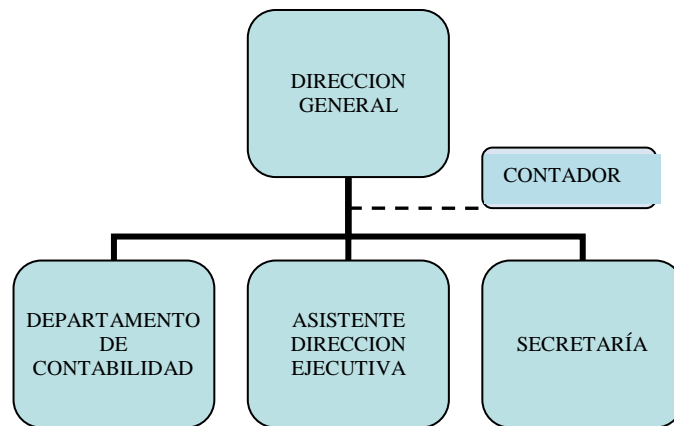 DIRECCION
GENERAL
CONTADOR
DEPARTAMENTO
DE
CONTABILIDAD
ASISTENTE
DIRECCION
EJECUTIVA
SECRETARÍA